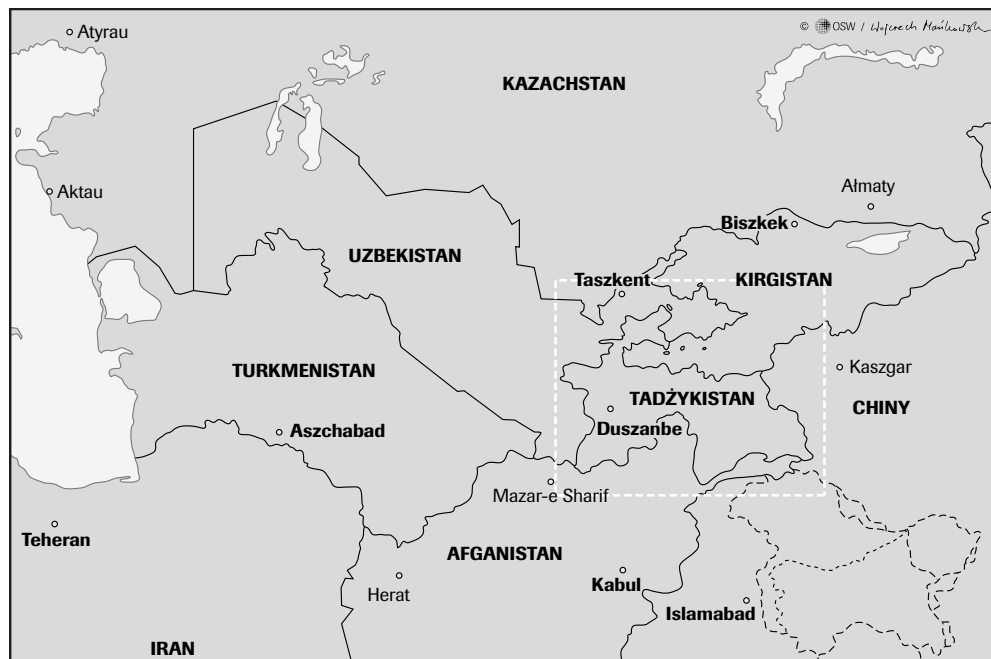 © OSW / Wojciech Mańkowski
Atyrau
KAZACHSTAN
Aktau
Ałmaty
Biszkek
UZBEKISTAN
Taszkent
KIRGISTAN
TURKMENISTAN
Kaszgar
TADŻYKISTAN
CHINY
Aszchabad
Duszanbe
Mazar-e Sharif
Teheran
AFGANISTAN
Herat
Kabul
Islamabad
IRAN